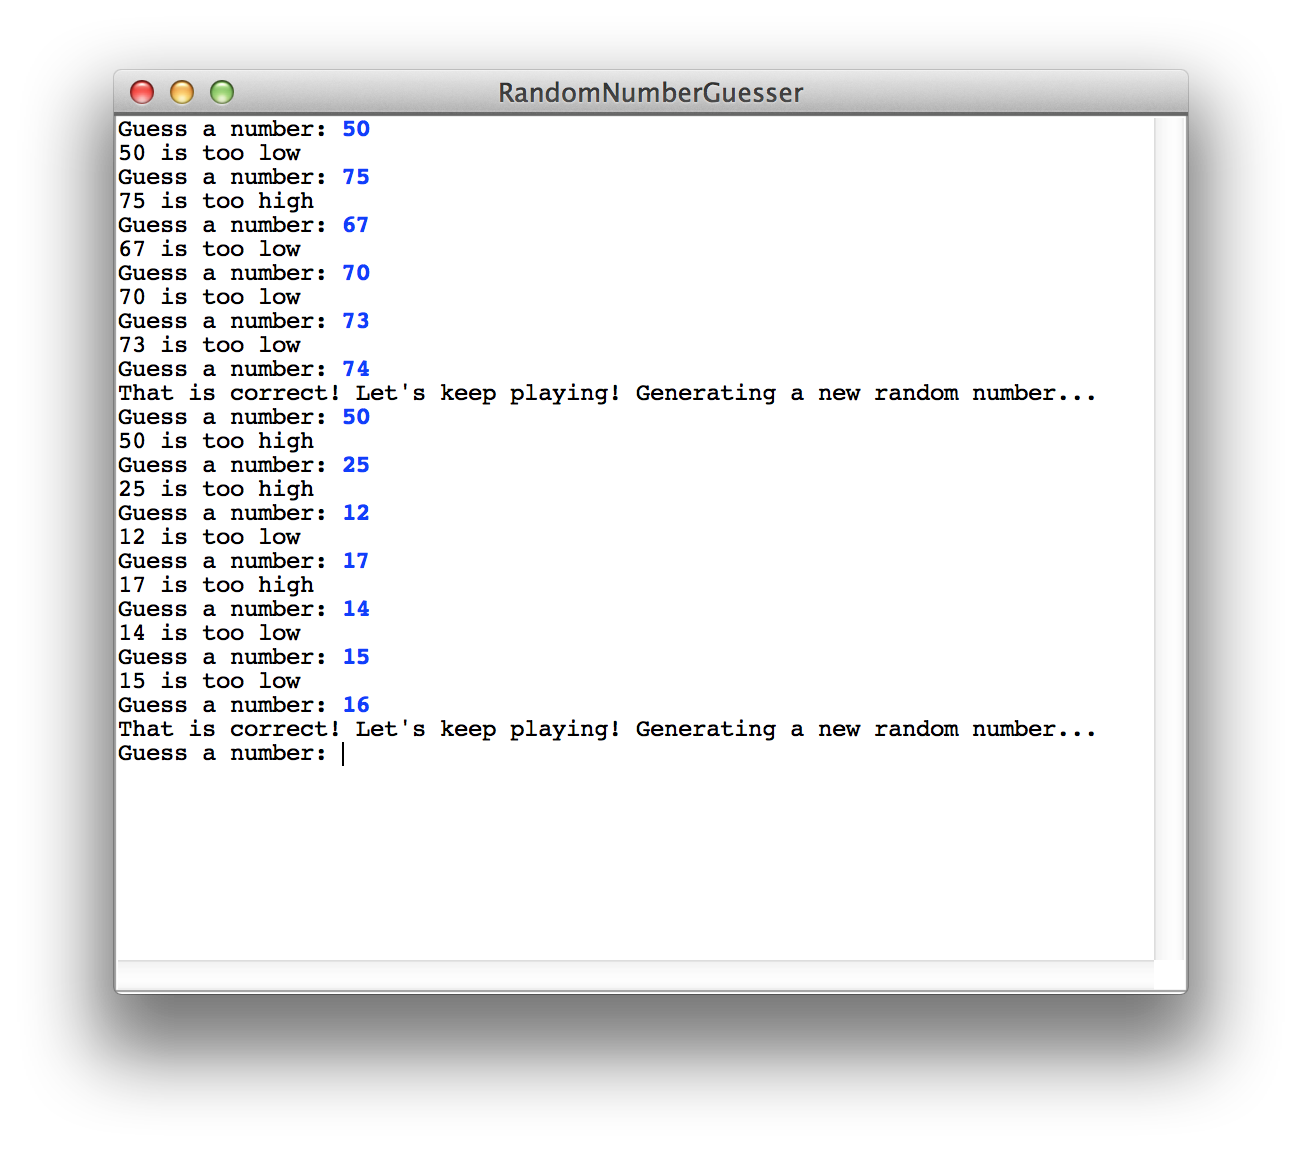 RandomNumberGuesser
Guess a number: 50
50 is too low
Guess a number: 75
75 is too high
Guess a number: 67
67 is too low
Guess a number: 70
70 is too low
Guess a number: 73
73 is too low
Guess a number: 74
That is correct! Let's keep playing! Generating a new random number...
Guess a number: 50
50 is too high
Guess a number: 25
25 is too high
Guess a number: 12
12 is too low
Guess a number: 17
17 is too high
Guess a number: 14
14 is too low
Guess a number: 15
15 is too low
Guess a number: 16
That is correct! Let's keep playing! Generating a new random number...
Guess a number: